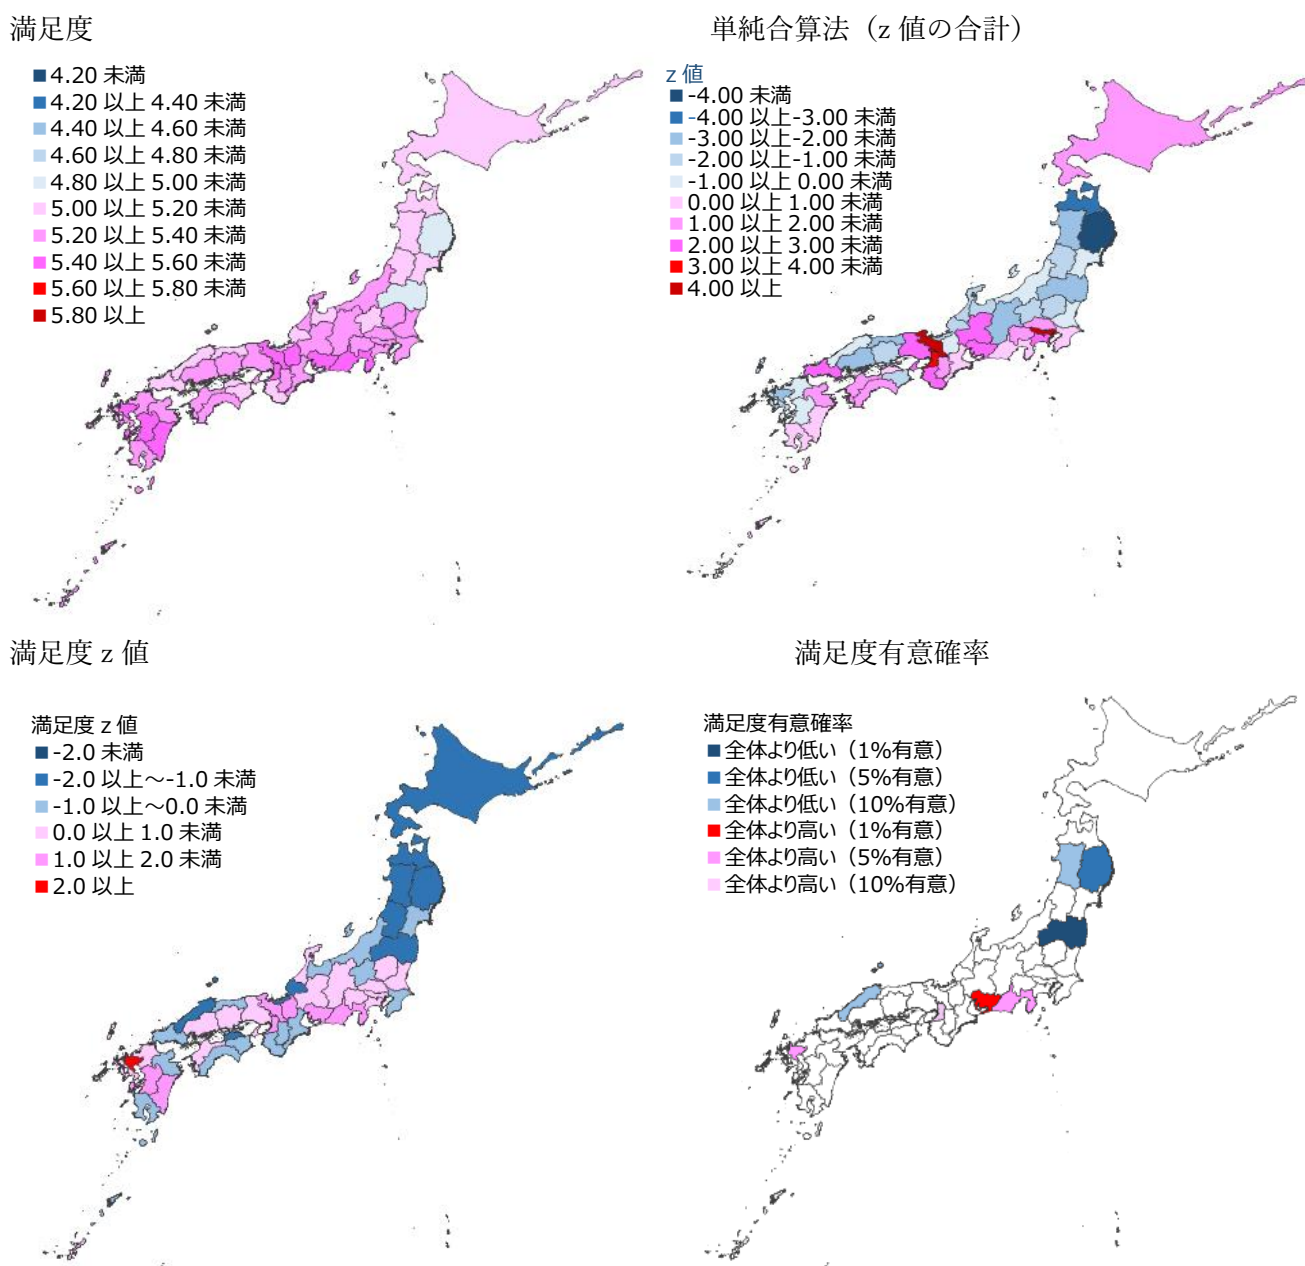 満足度
4.20 未満
4.20 以上 4.40 未満
4.40 以上 4.60 未満
4.60 以上 4.80 未満
4.80 以上 5.00 未満
5.00 以上 5.20 未満
5.20 以上 5.40 未満
5.40 以上 5.60 未満
5.60 以上 5.80 未満
5.80 以上
単純合算法（z 値の合計）
z 値
-4.00 未満
-4.00 以上-3.00 未満
-3.00 以上-2.00 未満
-2.00 以上-1.00 未満
-1.00 以上 0.00 未満
0.00 以上 1.00 未満
1.00 以上 2.00 未満
2.00 以上 3.00 未満
3.00 以上 4.00 未満
4.00 以上
満足度 z 値
満足度 z 値
-2.0 未満
-2.0 以上～-1.0 未満
-1.0 以上～0.0 未満
0.0 以上 1.0 未満
1.0 以上 2.0 未満
2.0 以上
満足度有意確率
満足度有意確率
全体より低い（1%有意）
全体より低い（5%有意）
全体より低い（10%有意）
全体より高い（1%有意）
全体より高い（5%有意）
全体より高い（10%有意）